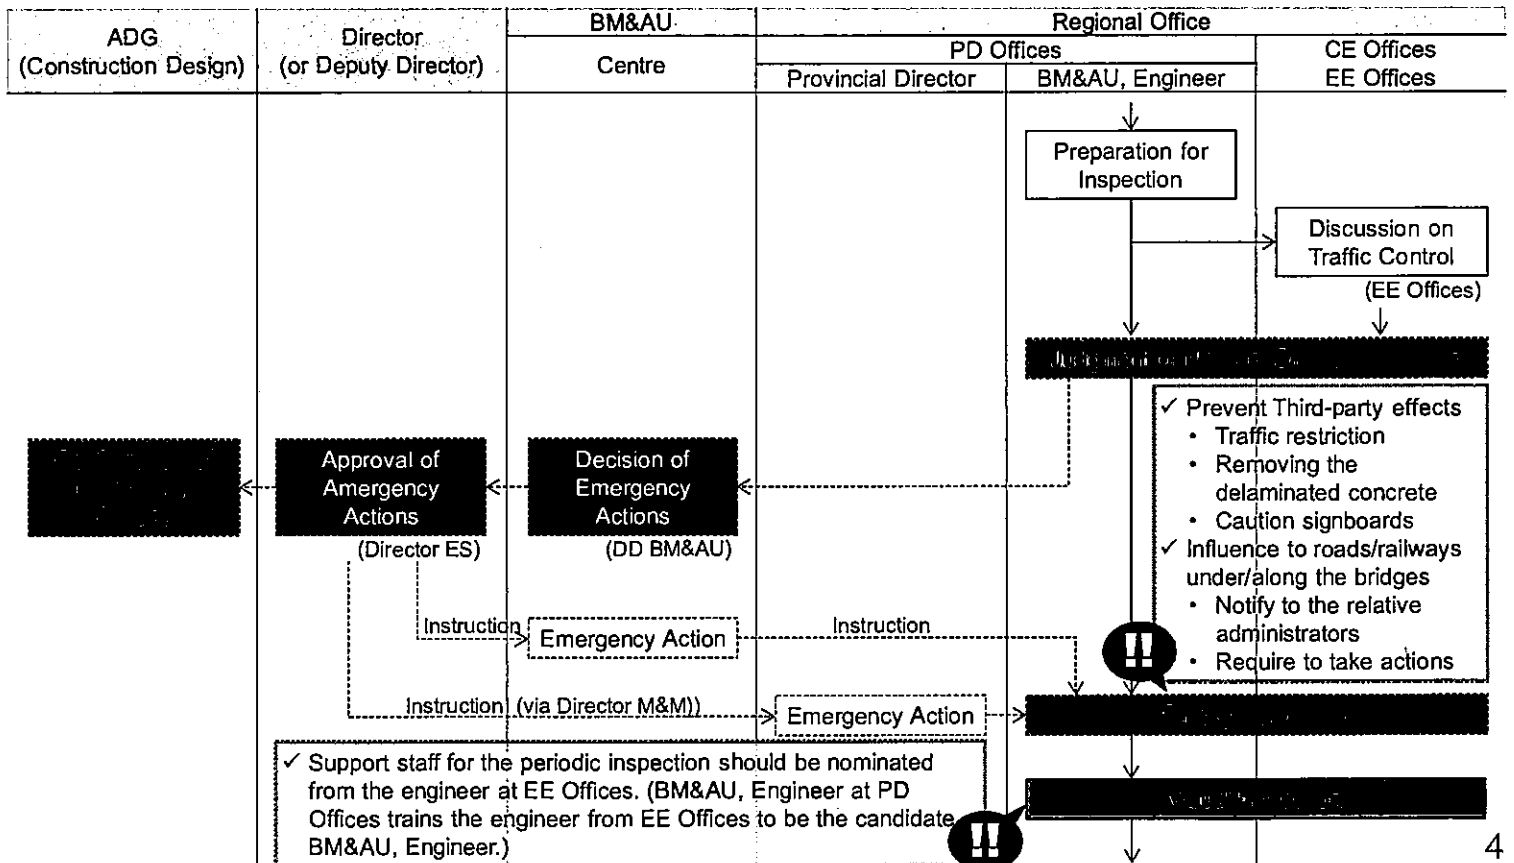 ADG
(Construction Design)
Director
(or Deputy Director)
BM&AU
Centre
Regional Office
PD Offices
Provincial Director
BM&AU, Engineer
CE Offices
EE Offices
Preparation for
Inspection
Discussion on
Traffic Control
(EE Offices)
✓ Prevent Third-party effects
• Traffic restriction
• Removing the
delaminated concrete
• Caution signboards
✓ Influence to roads/railways
under/along the bridges
• Notify to the relative
administrators
• Require to take actions
Approval of
Amergency
Actions
(Director ES)
Decision of
Emergency
Actions
(DD BM&AU)
Instruction
Emergency Action
Instruction
Instruction (via Director M&M))
Emergency Action
✓ Support staff for the periodic inspection should be nominated
from the engineer at EE Offices. (BM&AU, Engineer at PD
Offices trains the engineer from EE Offices to be the candidate
BM&AU, Engineer.)
!!
!!
4